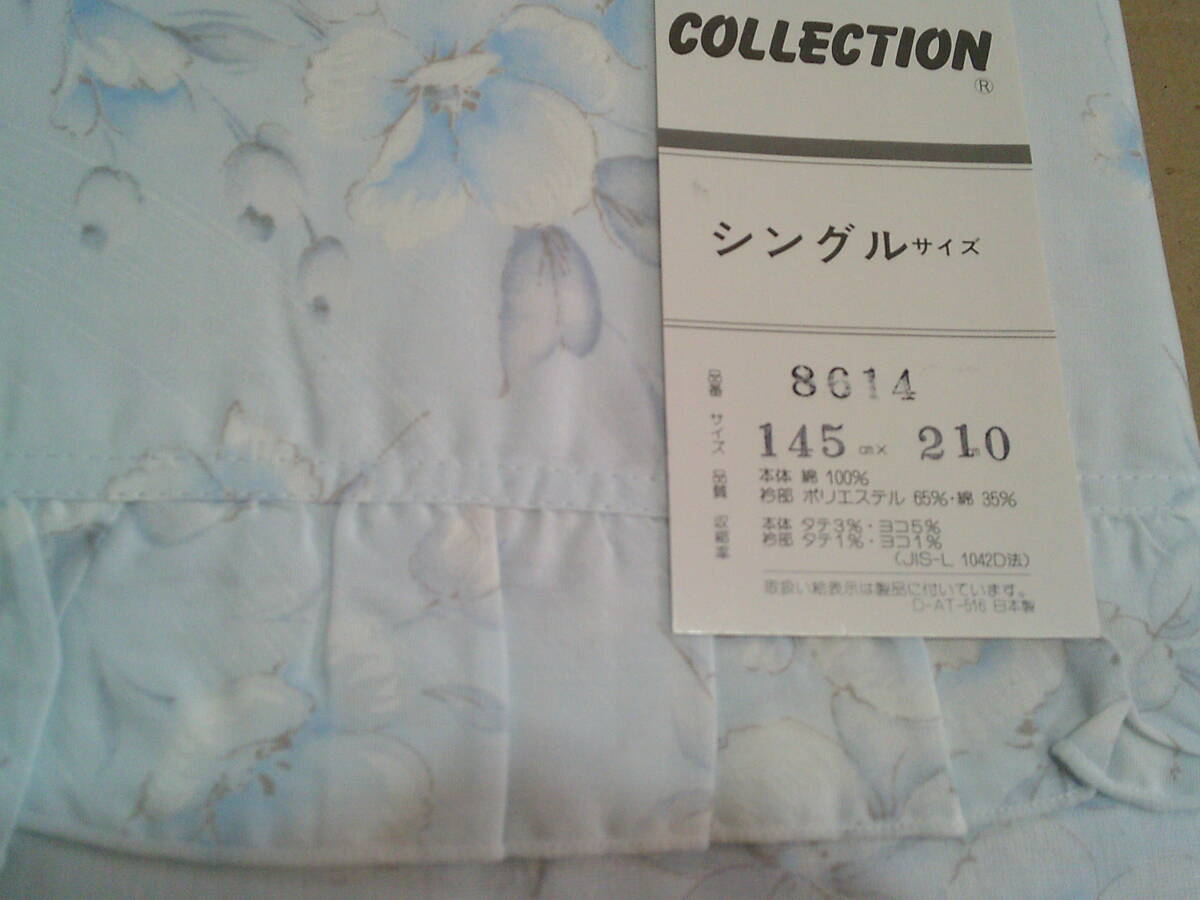 COLLECTION
®
シングルサイズ
品番 8614
サイズ 145 cm× 210
品質 本体 綿 100%
衿部 ポリエステル 65%・綿 35%
収縮率 本体 タテ3%・ヨコ5%
衿部 タテ1%・ヨコ1%
(JIS-L 1042D法)
取扱い絵表示は製品に付いています。
D-AT-516 日本製